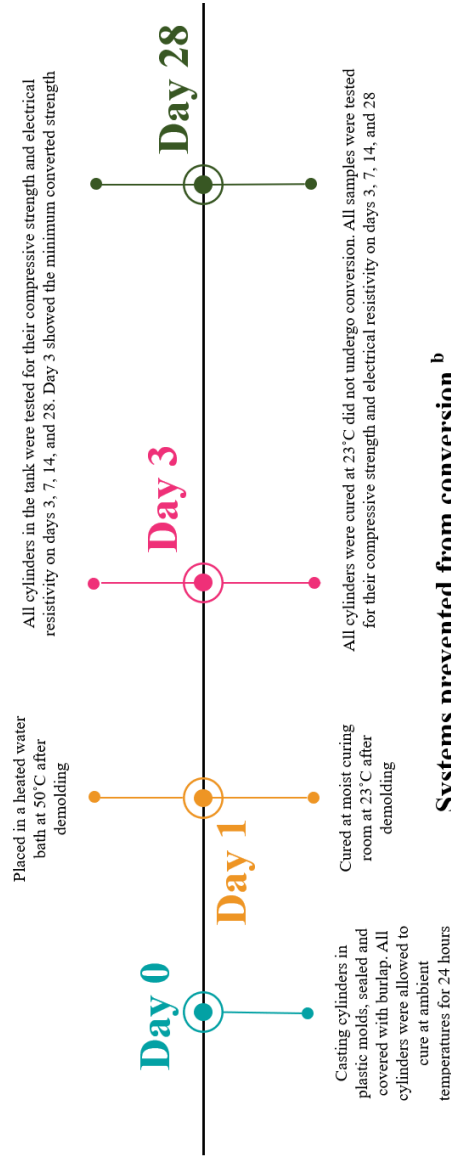 Placed in a heated water
bath at 50˚C after
demolding
All cylinders in the tank were tested for their compressive strength and electrical
resistivity on days 3, 7, 14, and 28. Day 3 showed the minimum converted strength
Day 0
Day 1
Day 3
Day 28
Casting cylinders in
plastic molds, sealed and
covered with burlap. All
cylinders were allowed to
cure at ambient
temperatures for 24 hours
Cured at moist curing
room at 23˚C after
demolding
All cylinders were cured at 23˚C did not undergo conversion. All samples were tested
for their compressive strength and electrical resistivity on days 3, 7, 14, and 28
Systems prevented from conversion b